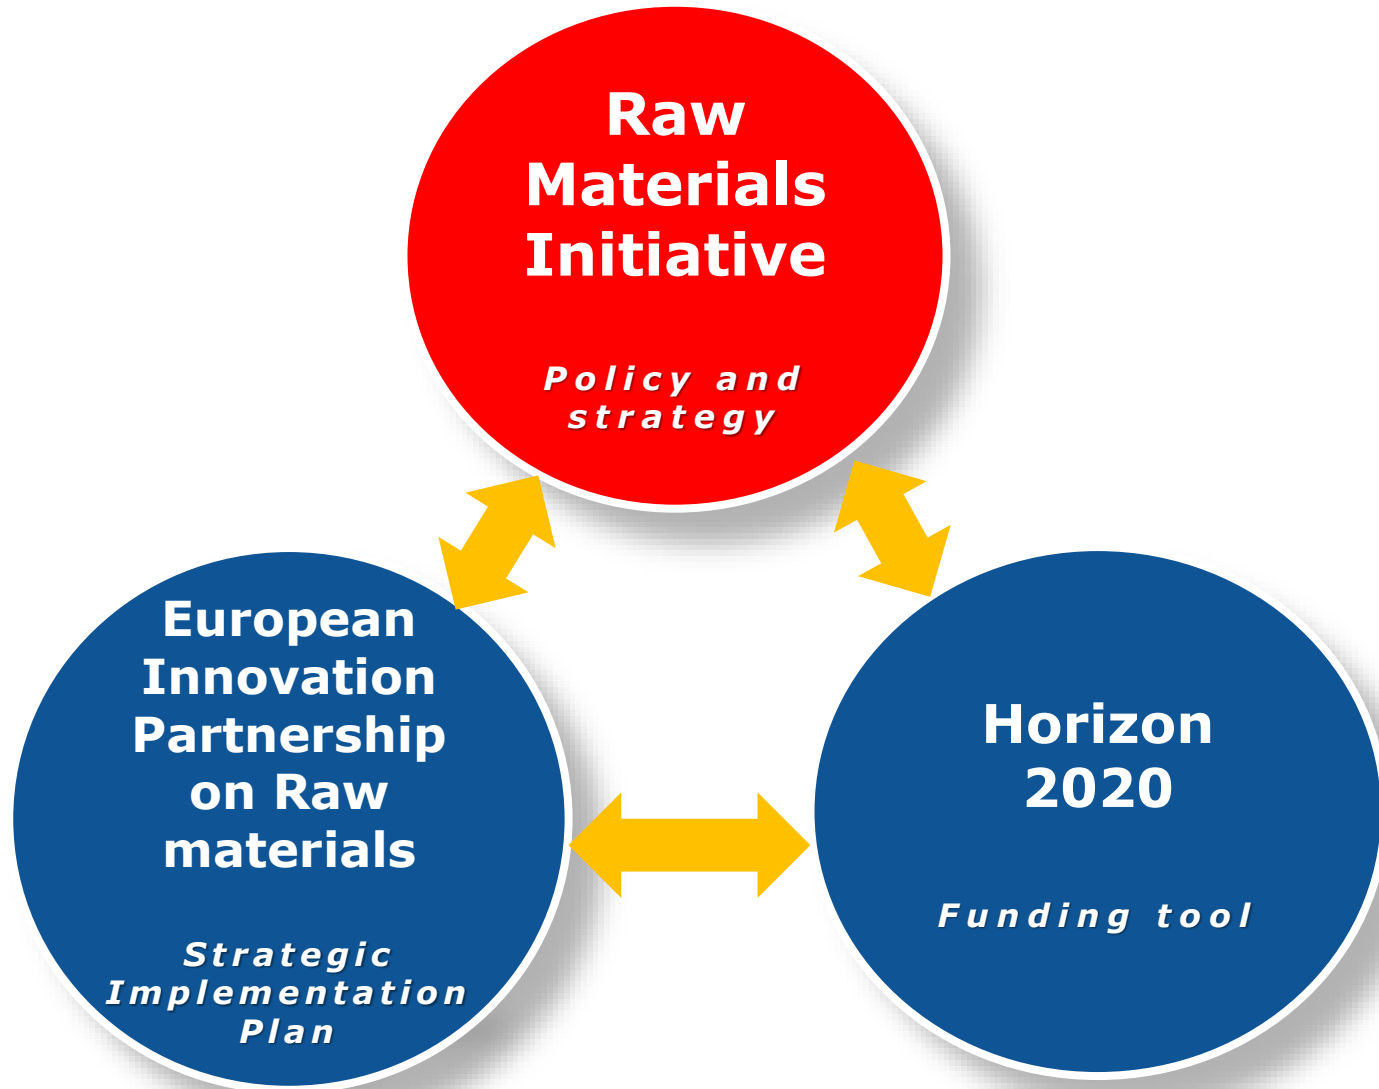 Raw
Materials
Initiative
Policy and
strategy
European
Innovation
Partnership
on Raw
materials
Strategic
Implementation
Plan
Horizon
2020
Funding tool